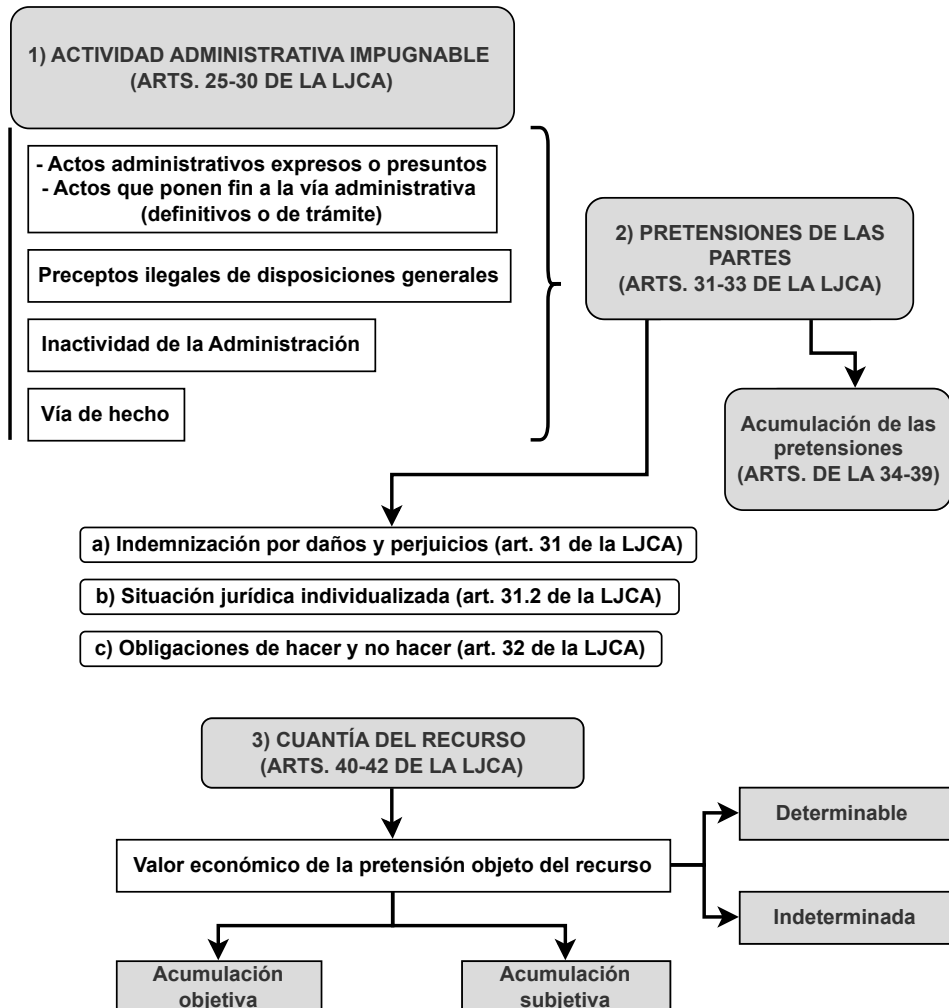 1) ACTIVIDAD ADMINISTRATIVA IMPUGNABLE
(ARTS. 25-30 DE LA LJCA)
- Actos administrativos expresos o presuntos
- Actos que ponen fin a la vía administrativa
(definitivos o de trámite)
Preceptos ilegales de disposiciones generales
Inactividad de la Administración
Vía de hecho
2) PRETENSIONES DE LAS
PARTES
(ARTS. 31-33 DE LA LJCA)
Acumulación de las
pretensiones
(ARTS. DE LA 34-39)
a) Indemnización por daños y perjuicios (art. 31 de la LJCA)
b) Situación jurídica individualizada (art. 31.2 de la LJCA)
c) Obligaciones de hacer y no hacer (art. 32 de la LJCA)
3) CUANTÍA DEL RECURSO
(ARTS. 40-42 DE LA LJCA)
Valor económico de la pretensión objeto del recurso
Determinable
Indeterminada
Acumulación
objetiva
Acumulación
subjetiva